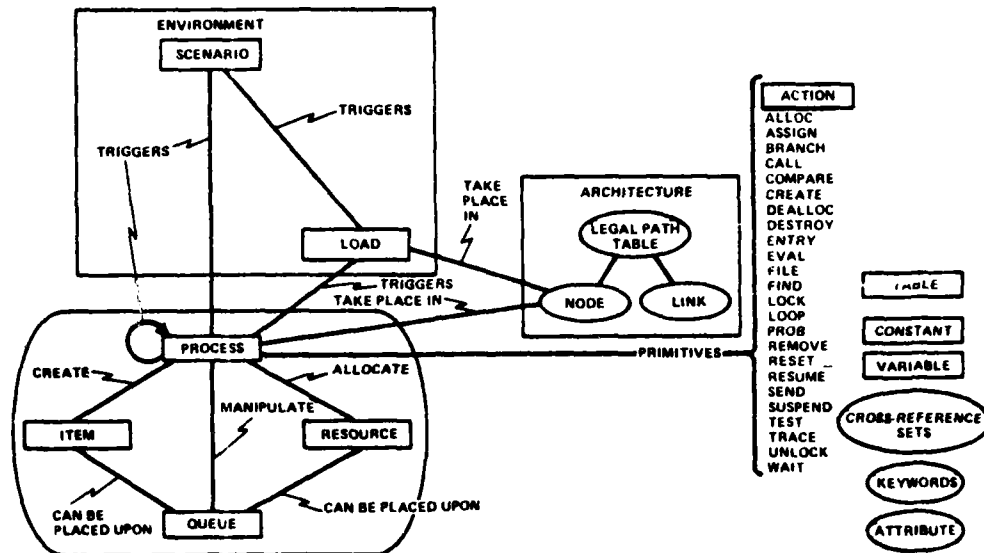 ENVIRONMENT
SCENARIO
TRIGGERS
TRIGGERS
LOAD
TAKE
PLACE
IN
ARCHITECTURE
LEGAL PATH
TABLE
NODE
LINK
TRIGGERS
TAKE PLACE IN
PROCESS
PRIMITIVES
CREATE
ALLOCATE
MANIPULATE
ITEM
RESOURCE
CAN BE
PLACED UPON
CAN BE
PLACED UPON
QUEUE
ACTION
ALLOC
ASSIGN
BRANCH
CALL
COMPARE
CREATE
DEALLOC
DESTROY
ENTRY
EVAL
FILE
FIND
LOCK
LOOP
PROB
REMOVE
RESET
RESUME
SEND
SUSPEND
TEST
TRACE
UNLOCK
WAIT
TABLE
CONSTANT
VARIABLE
CROSS-REFERENCE
SETS
KEYWORDS
ATTRIBUTE